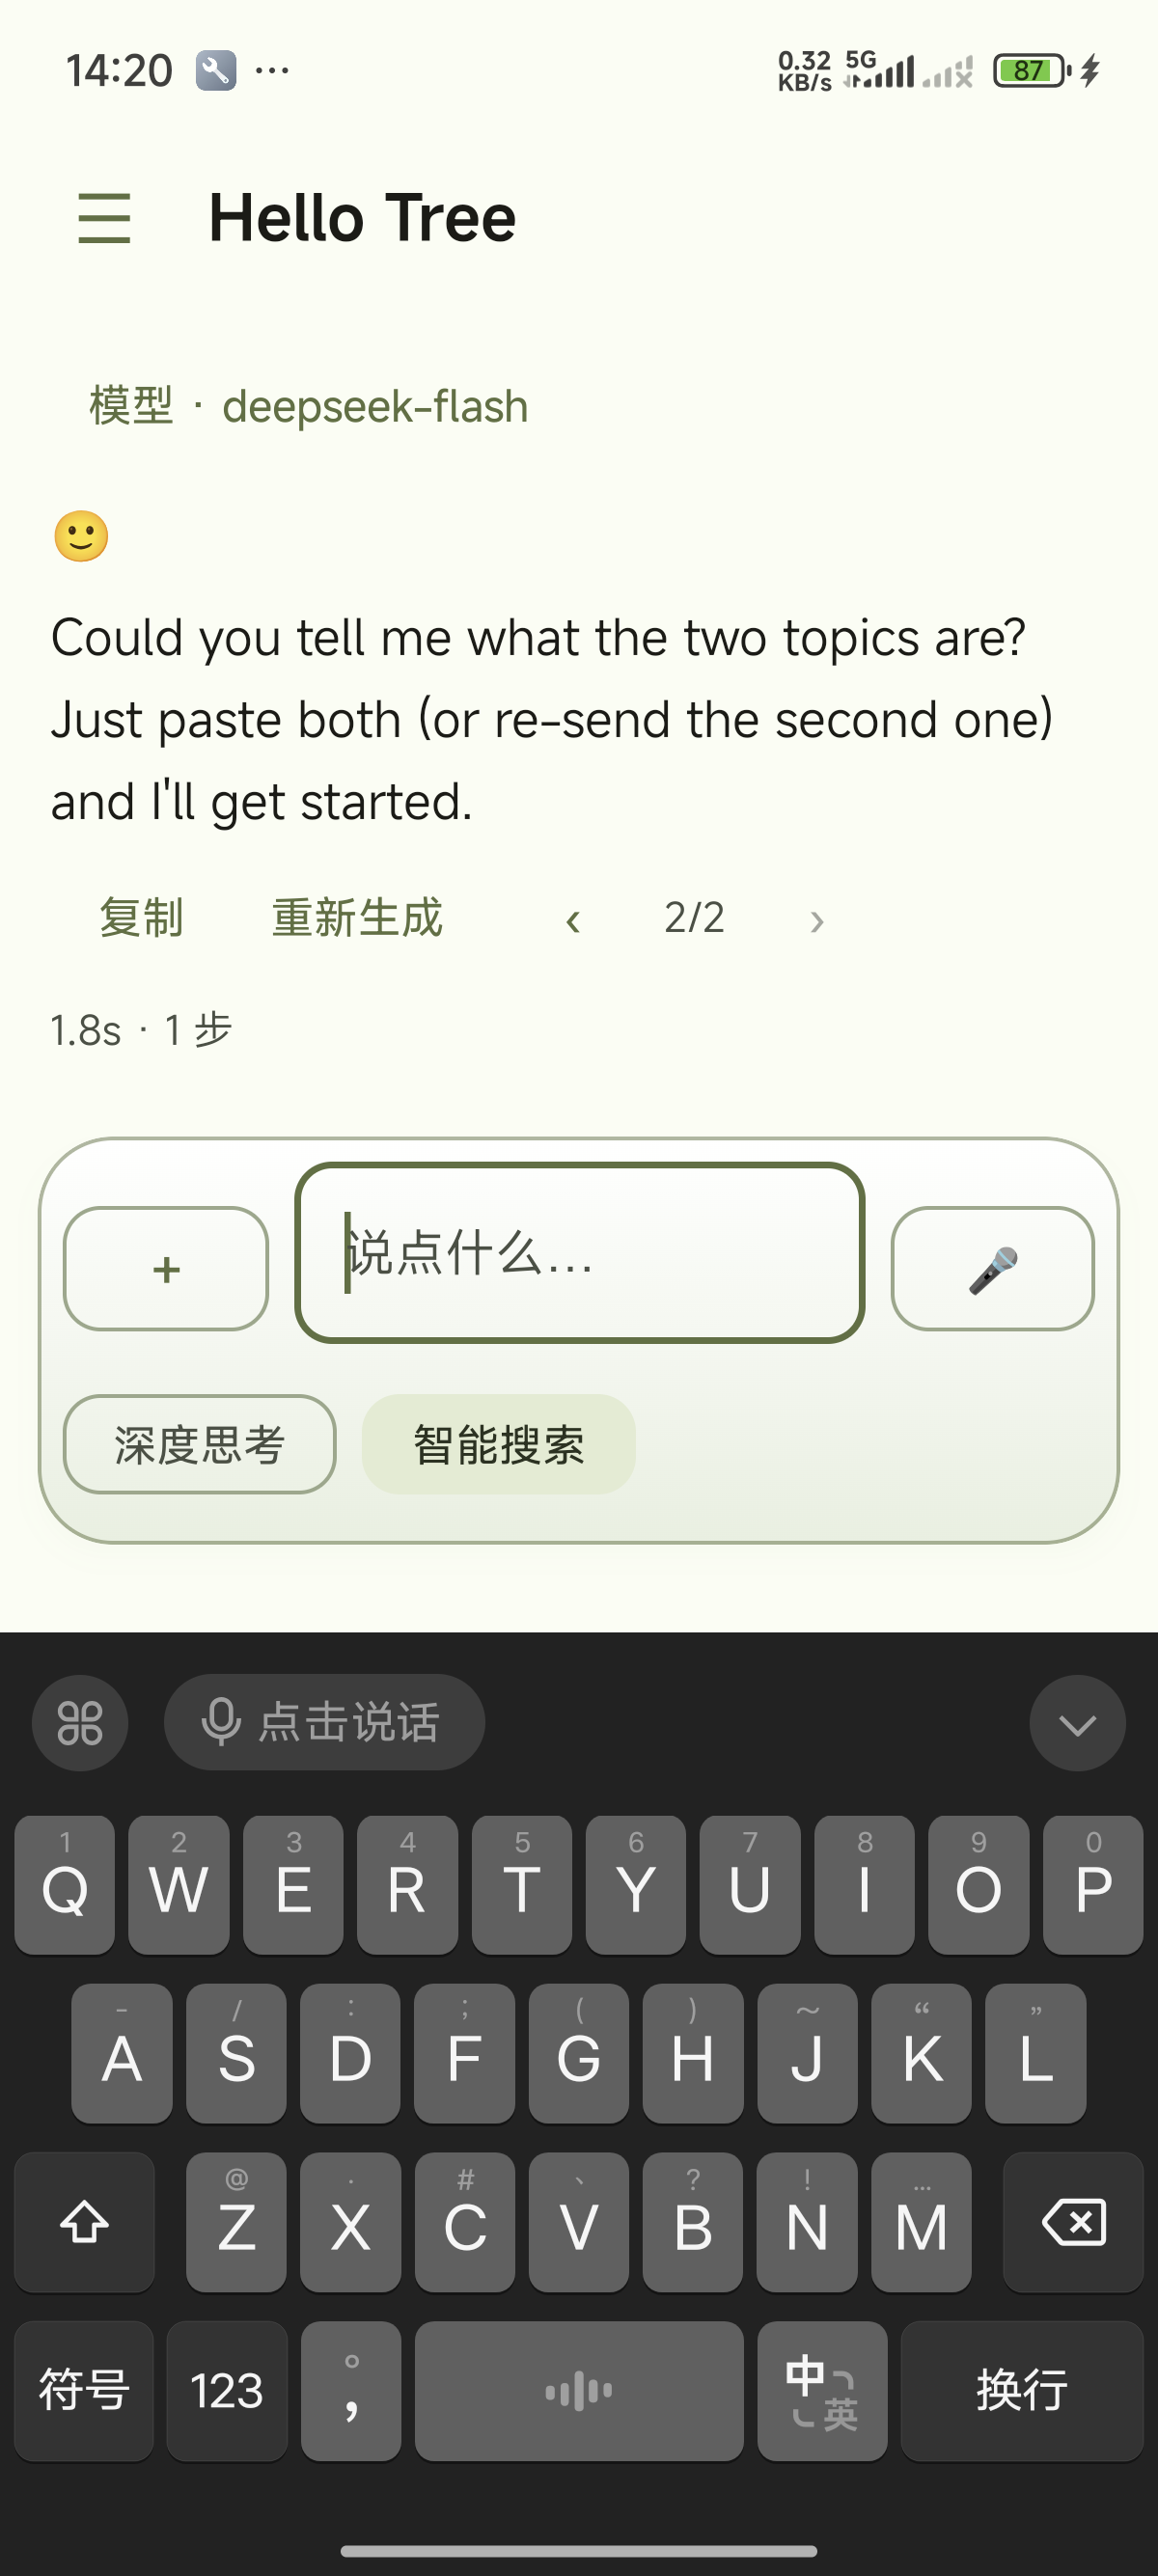 14:20 ...
0.32 KB/s 5G 87
☰ Hello Tree
模型 · deepseek-flash
🙂
Could you tell me what the two topics are?
Just paste both (or re-send the second one)
and I'll get started.
复制 重新生成 ‹ 2/2 ›
1.8s · 1 步
+ 说点什么... 🎤
深度思考 智能搜索
点击说话
1 2 3 4 5 6 7 8 9 0
Q W E R T Y U I O P
- / : ; ( ) ~ “ ”
A S D F G H J K L
@ . # 、 ? ! ...
Z X C V B N M
符号 123 。, 中 英 换行